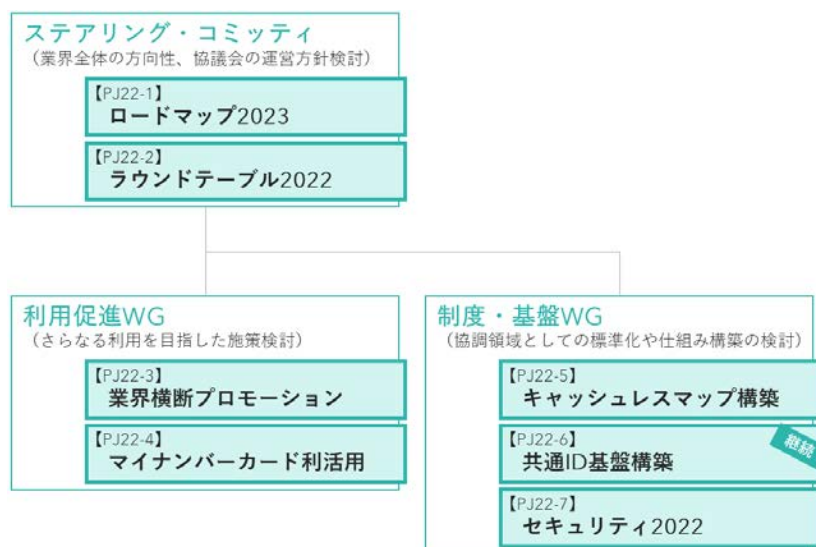 ステアリング・コミッティ
（業界全体の方向性、協議会の運営方針検討）
【PJ22-1】
ロードマップ2023
【PJ22-2】
ラウンドテーブル2022
利用促進WG
（さらなる利用を目指した施策検討）
【PJ22-3】
業界横断プロモーション
【PJ22-4】
マイナンバーカード利活用
制度・基盤WG
（協調領域としての標準化や仕組み構築の検討）
【PJ22-5】
キャッシュレスマップ構築
【PJ22-6】
共通ID基盤構築
継続
【PJ22-7】
セキュリティ2022